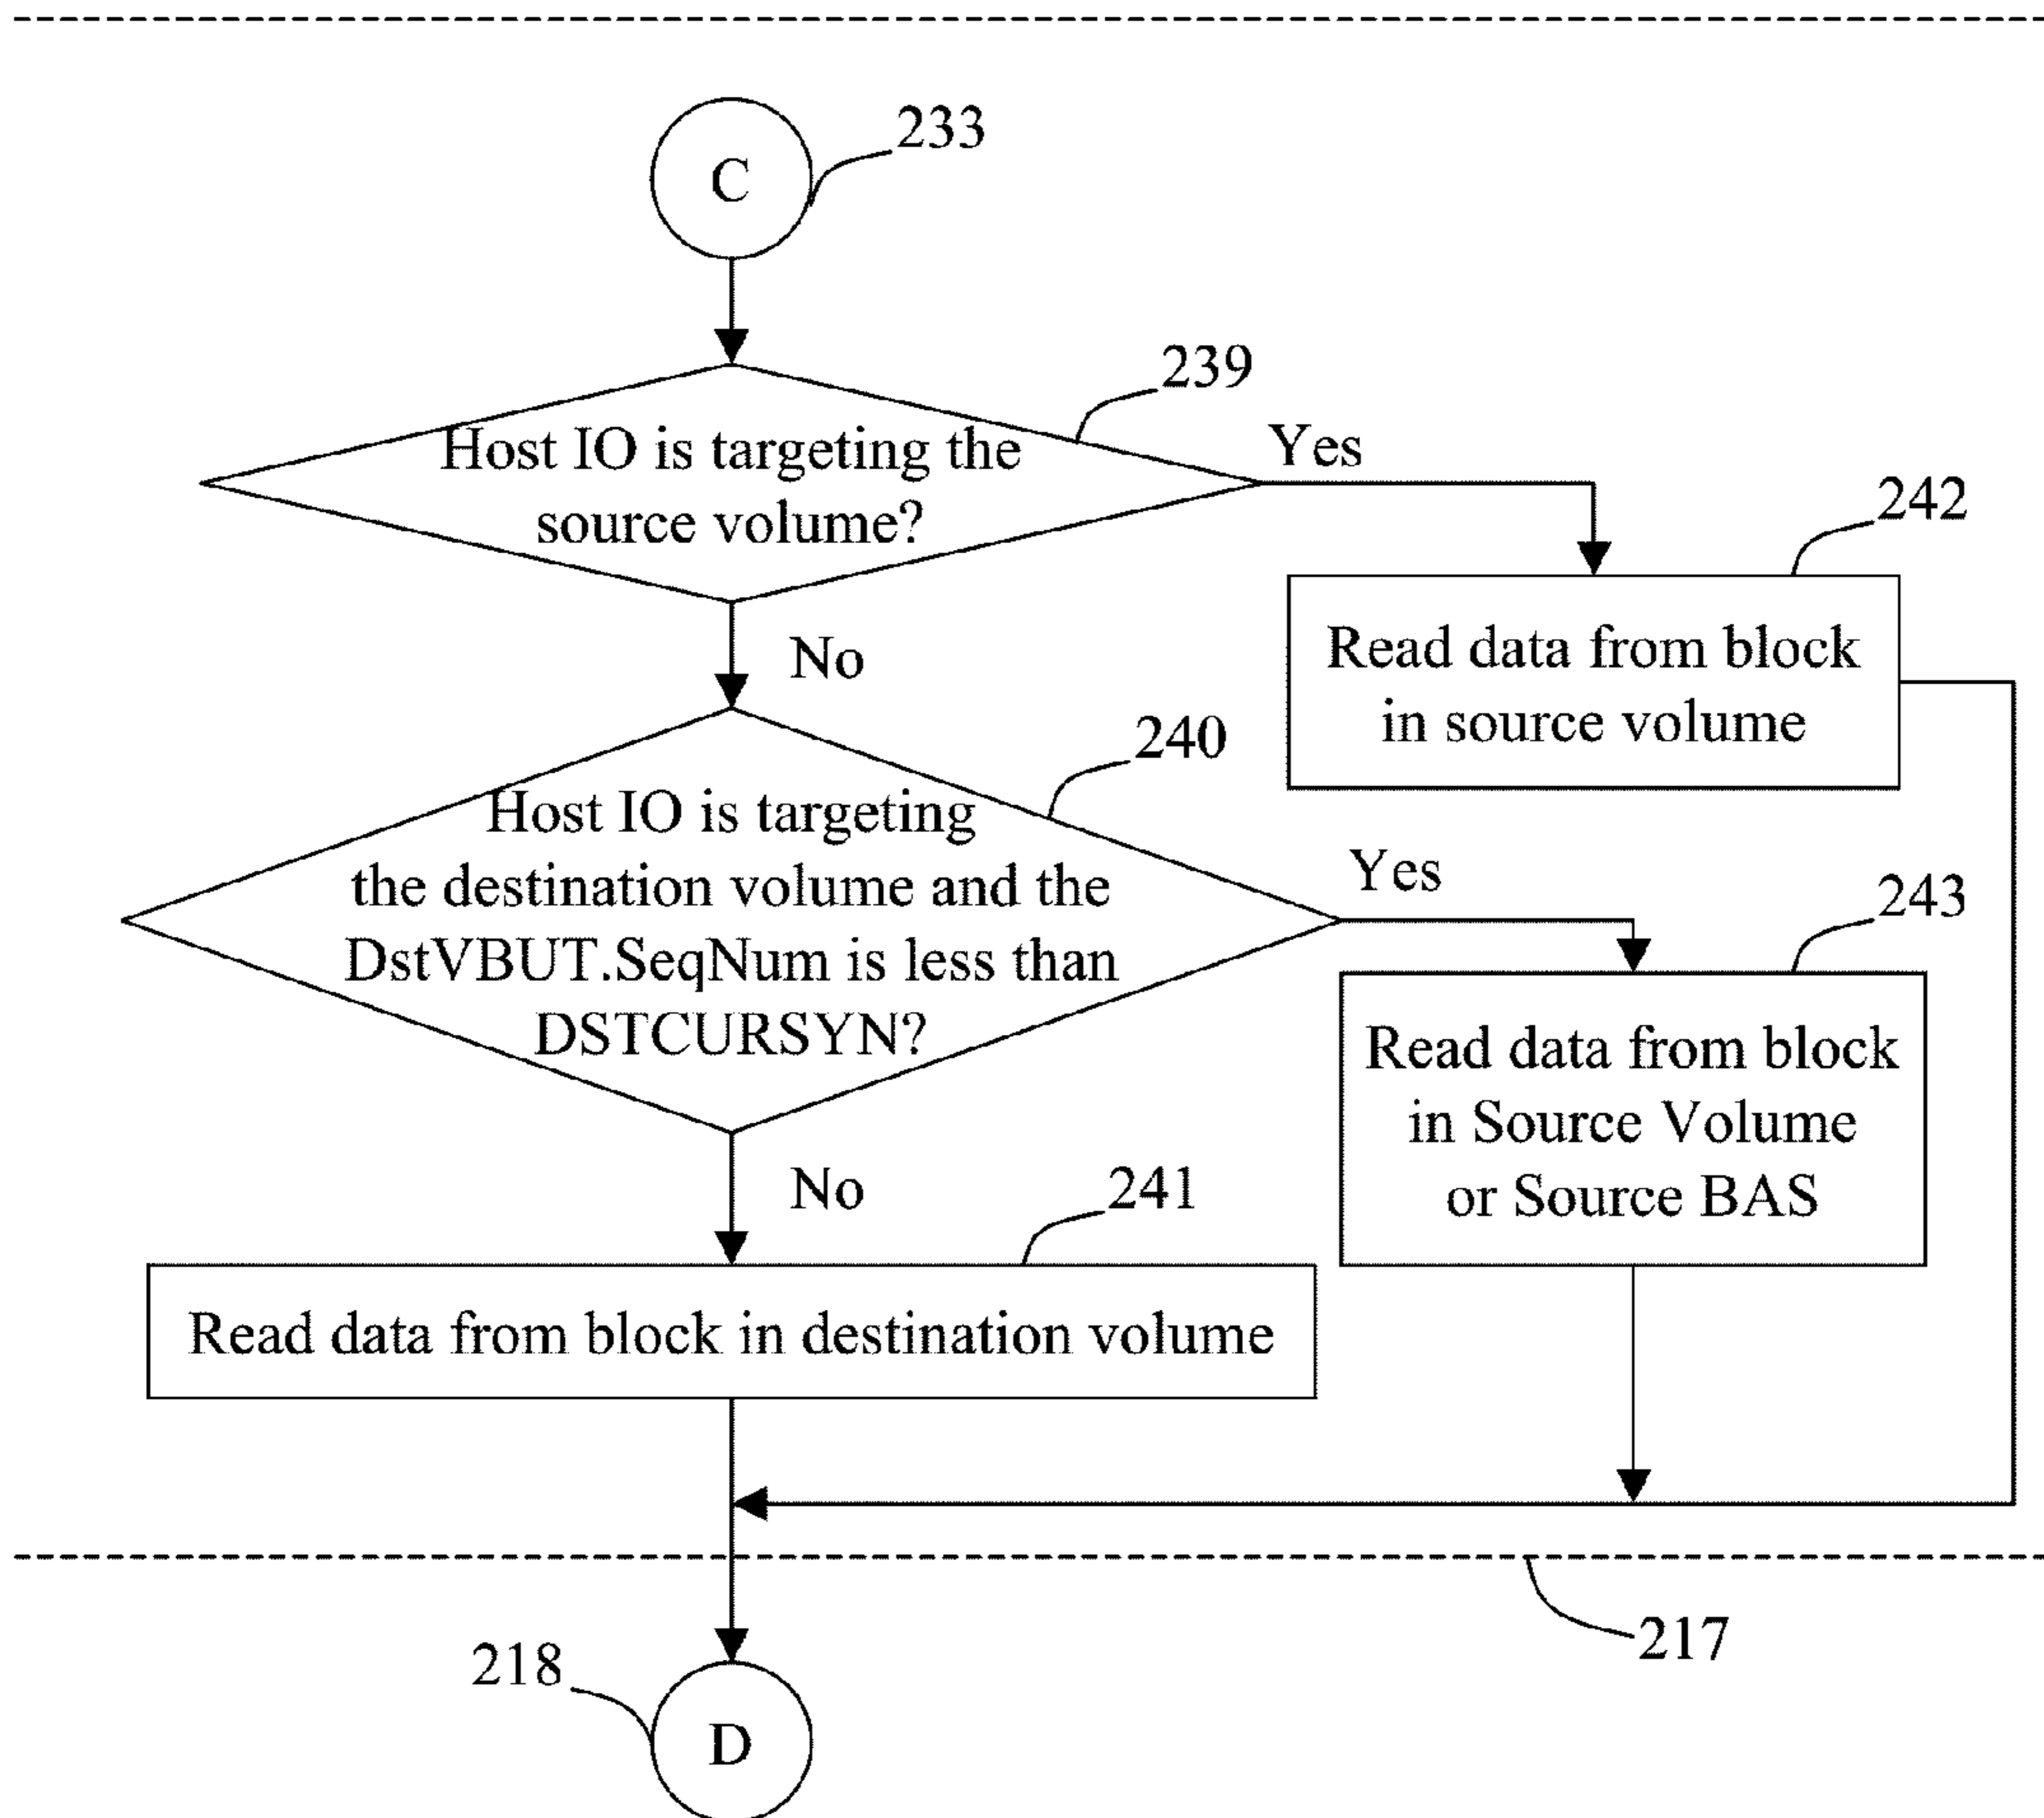 233
C
239
Host IO is targeting the
source volume?
Yes
242
Read data from block
in source volume
No
240
Host IO is targeting
the destination volume and the
DstVBUT.SeqNum is less than
DSTCURSYN?
Yes
243
Read data from block
in Source Volume
or Source BAS
No
241
Read data from block in destination volume
217
218
D